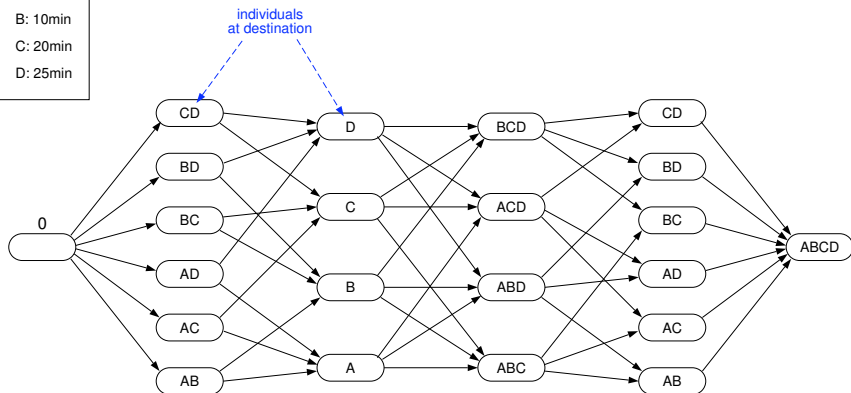 B: 10min
C: 20min
D: 25min
individuals
at destination
0
CD
BD
BC
AD
AC
AB
D
C
B
A
BCD
ACD
ABD
ABC
CD
BD
BC
AD
AC
AB
ABCD